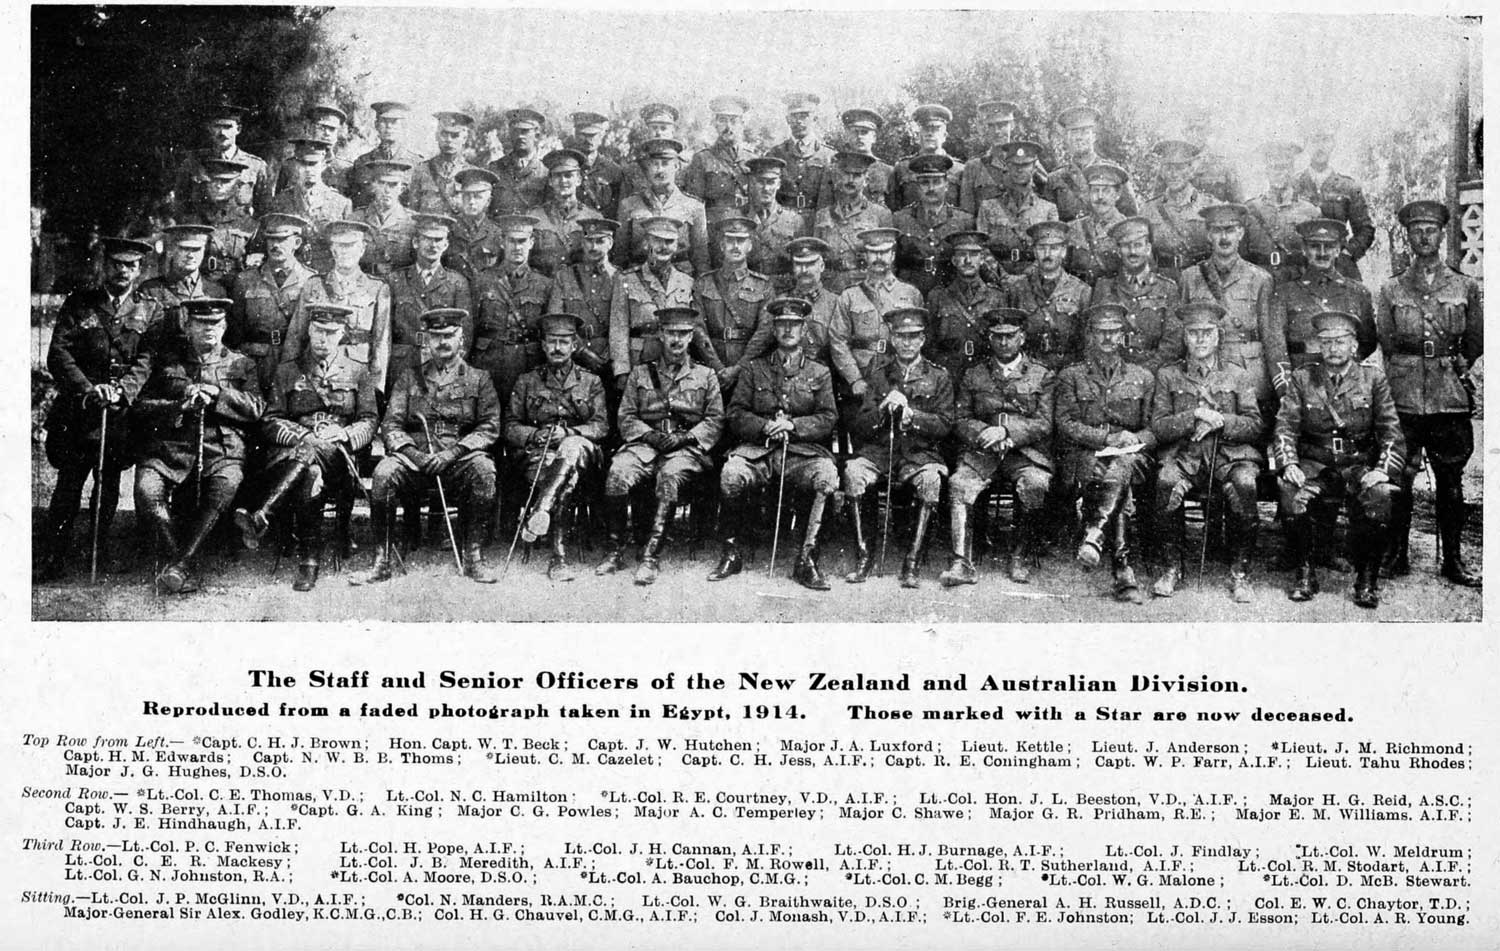 The Staff and Senior Officers of the New Zealand and Australian Division.
Reproduced from a faded photograph taken in Egypt, 1914. Those marked with a Star are now deceased.
Top Row from Left.— *Capt. C. H. J. Brown; Hon. Capt. W. T. Beck; Capt. J. W. Hutchen; Major J. A. Luxford; Lieut. Kettle; Lieut. J. Anderson; *Lieut. J. M. Richmond;
Capt. H. M. Edwards; Capt. N. W. B. B. Thoms; *Lieut. C. M. Cazelet; Capt. C. H. Jess, A.I.F.; Capt. R. E. Coningham; Capt. W. P. Farr, A.I.F.; Lieut. Tahu Rhodes;
Major J. G. Hughes, D.S.O.
Second Row.— *Lt.-Col. C. E. Thomas, V.D.; Lt.-Col. N. C. Hamilton; *Lt.-Col. R. E. Courtney, V.D., A.I.F.; Lt.-Col. Hon. J. L. Beeston, V.D., A.I.F.; Major H. G. Reid, A.S.C.;
Capt. W. S. Berry, A.I.F.; *Capt. G. A. King; Major C. G. Powles; Major A. C. Temperley; Major C. Shawe; Major G. R. Pridham, R.E.; Major E. M. Williams. A.I.F.;
Capt. J. E. Hindhaugh, A.I.F.
Third Row.—Lt.-Col. P. C. Fenwick; Lt.-Col. H. Pope, A.I.F.; Lt.-Col. J. H. Cannan, A.I.F.; Lt.-Col. H. J. Burnage, A.I.F.; Lt.-Col. J. Findlay; *Lt.-Col. W. Meldrum;
Lt.-Col. C. E. R. Mackesy; Lt.-Col. J. B. Meredith, A.I.F.; *Lt.-Col. F. M. Rowell, A.I.F.; Lt.-Col. R. T. Sutherland, A.I.F.; Lt.-Col. R. M. Stodart, A.I.F.;
Lt.-Col. G. N. Johnston, R.A.; *Lt.-Col. A. Moore, D.S.O.; *Lt.-Col. A. Bauchop, C.M.G.; *Lt.-Col. C. M. Begg; *Lt.-Col. W. G. Malone; *Lt.-Col. D. McB. Stewart.
Sitting.—Lt.-Col. J. P. McGlinn, V.D., A.I.F.; *Col. N. Manders, R.A.M.C.; Lt.-Col. W. G. Braithwaite, D.S.O; Brig.-General A. H. Russell, A.D.C.; Col. E. W. C. Chaytor, T.D.;
Major-General Sir Alex. Godley, K.C.M.G., C.B.; Col. H. G. Chauvel, C.M.G., A.I.F.; Col. J. Monash, V.D., A.I.F.; *Lt.-Col. F. E. Johnston; Lt.-Col. J. J. Esson; Lt.-Col. A. R. Young.